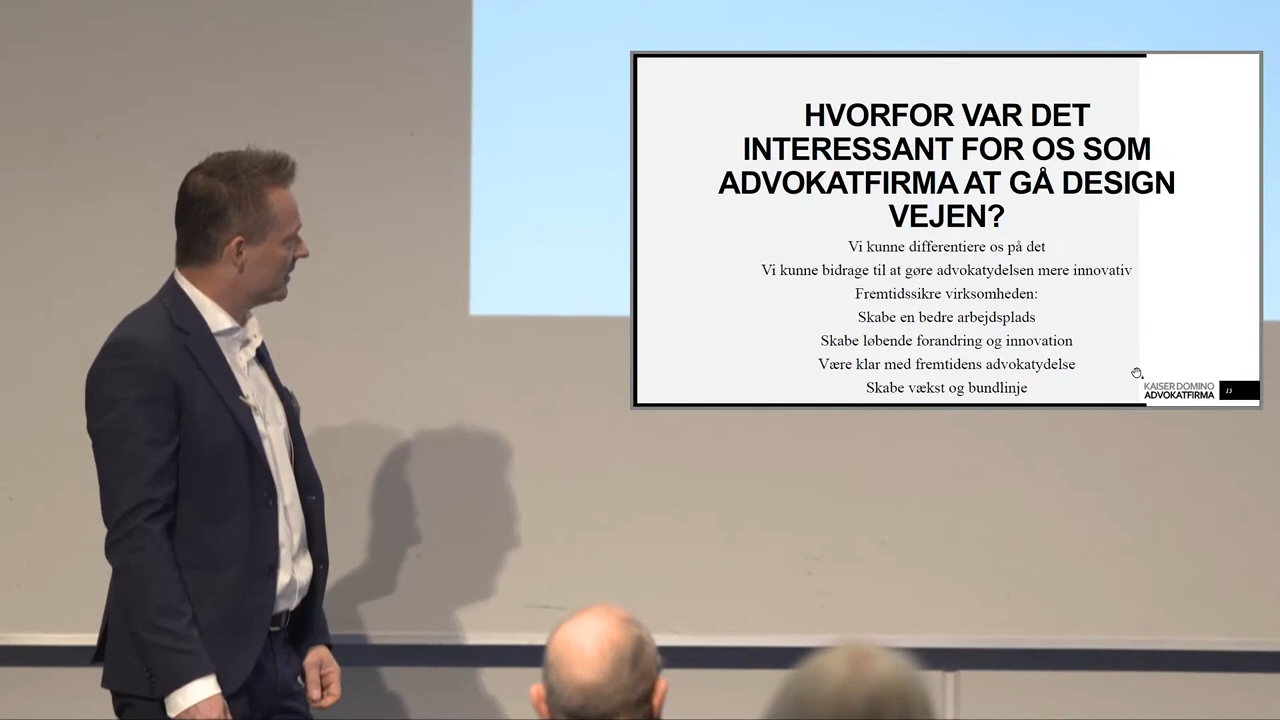 HVORFOR VAR DET
INTERESSANT FOR OS SOM
ADVOKATFIRMA AT GÅ DESIGN
VEJEN?
Vi kunne differentiere os på det
Vi kunne bidrage til at gøre advokatydelsen mere innovativ
Fremtidssikre virksomheden:
Skabe en bedre arbejdsplads
Skabe løbende forandring og innovation
Være klar med fremtidens advokatydelse
Skabe vækst og bundlinje
KAISER DOMINO
ADVOKATFIRMA
15